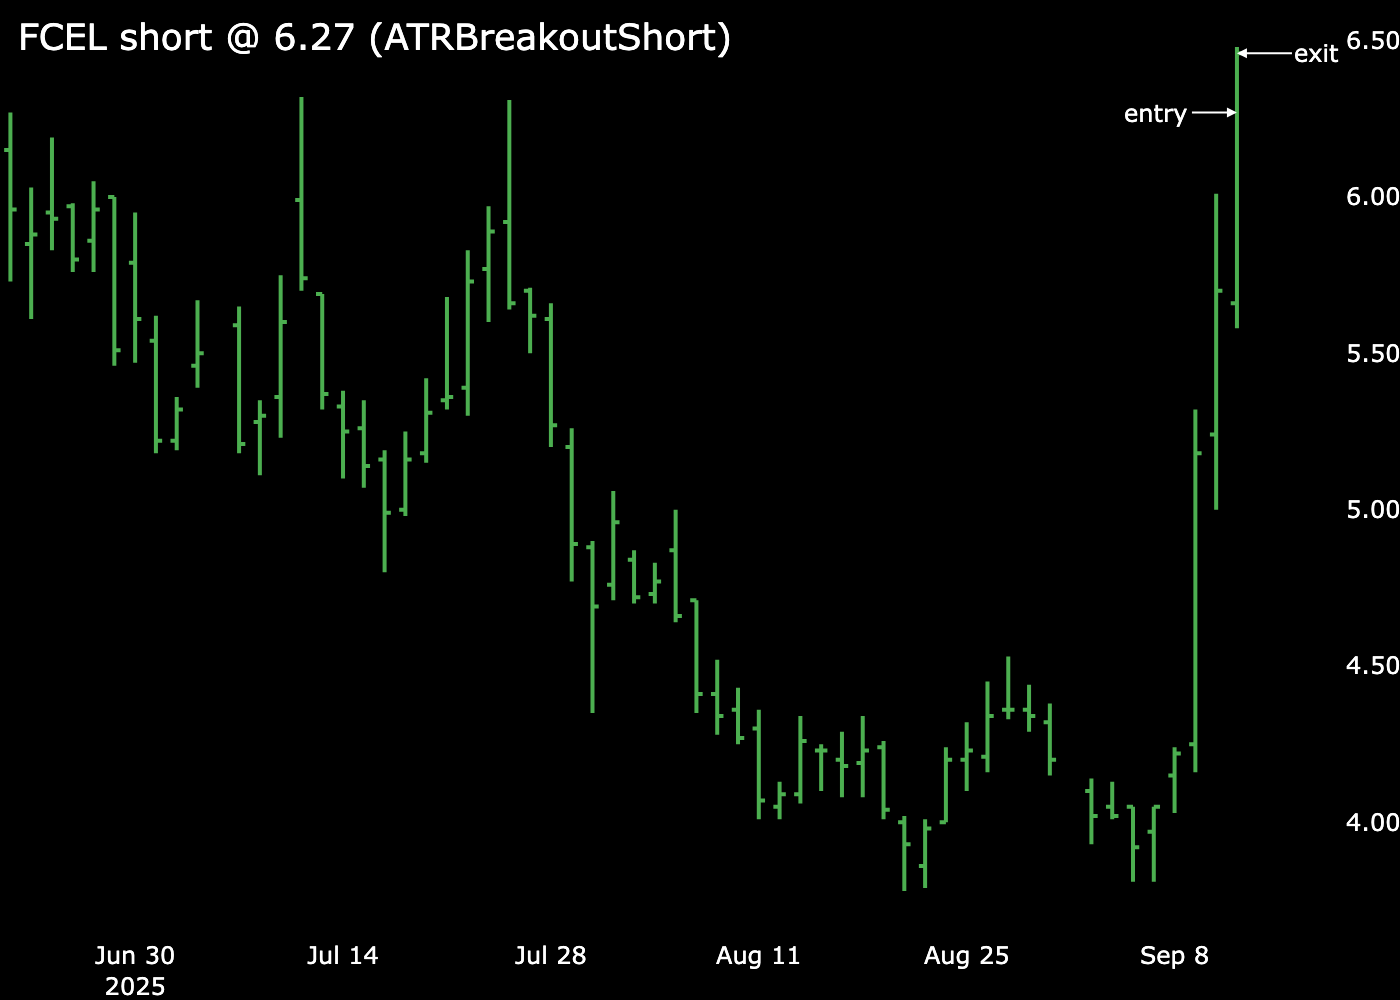 FCEL short @ 6.27 (ATRBreakoutShort)
exit
entry
6.50
6.00
5.50
5.00
4.50
4.00
Jun 30
2025
Jul 14
Jul 28
Aug 11
Aug 25
Sep 8